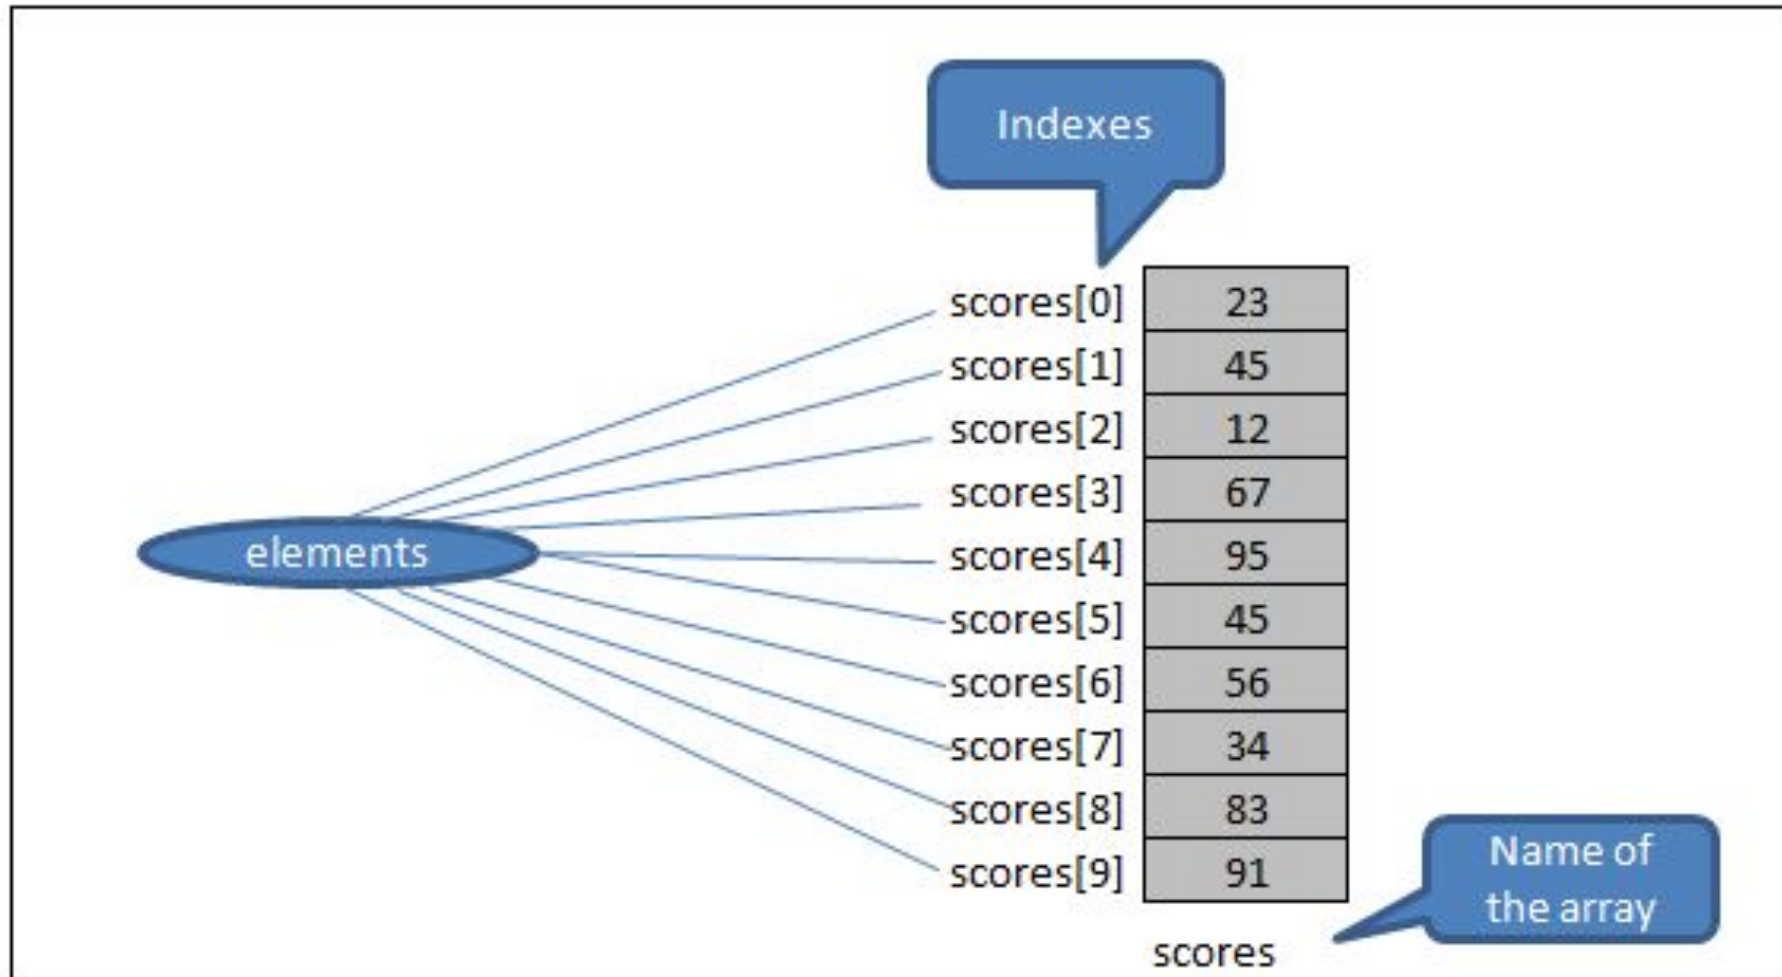 Indexes
scores[0] 23
scores[1] 45
scores[2] 12
scores[3] 67
elements
scores[4] 95
scores[5] 45
scores[6] 56
scores[7] 34
scores[8] 83
scores[9] 91
Name of
the array
scores